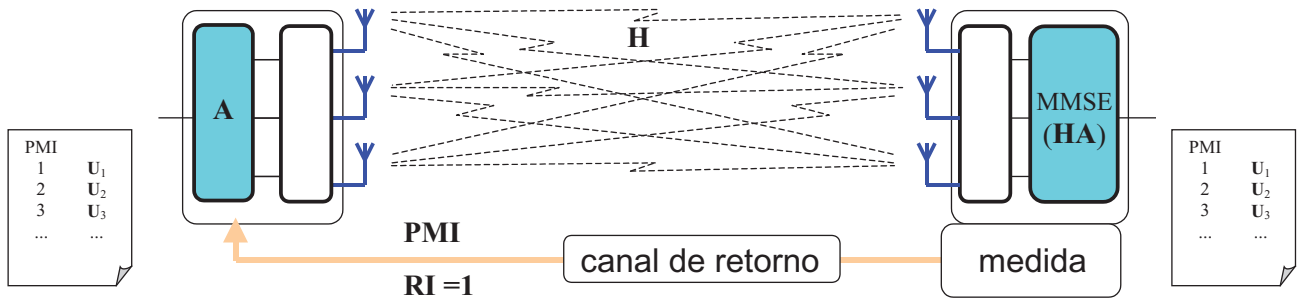 H
A
MMSE
(HA)
PMI
1 U₁
2 U₂
3 U₃
... ...
PMI
1 U₁
2 U₂
3 U₃
... ...
PMI
canal de retorno
medida
RI =1